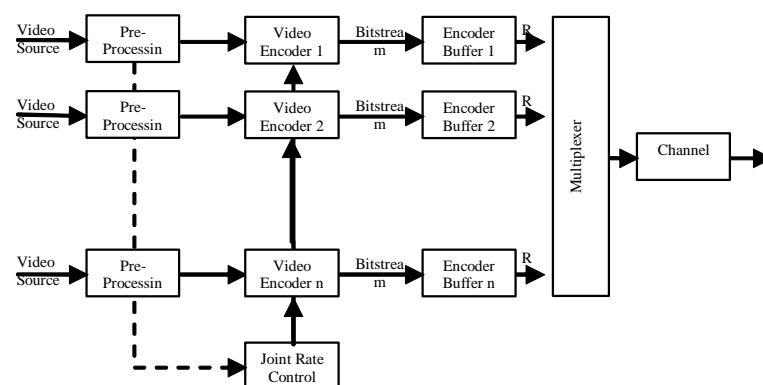 Video
Source
Pre-
Processin
Video
Encoder 1
Bitstrea
m
Encoder
Buffer 1
R
Video
Source
Pre-
Processin
Video
Encoder 2
Bitstrea
m
Encoder
Buffer 2
R
Multiplexer
Channel
Video
Source
Pre-
Processin
Video
Encoder n
Bitstrea
m
Encoder
Buffer n
R
Joint Rate
Control